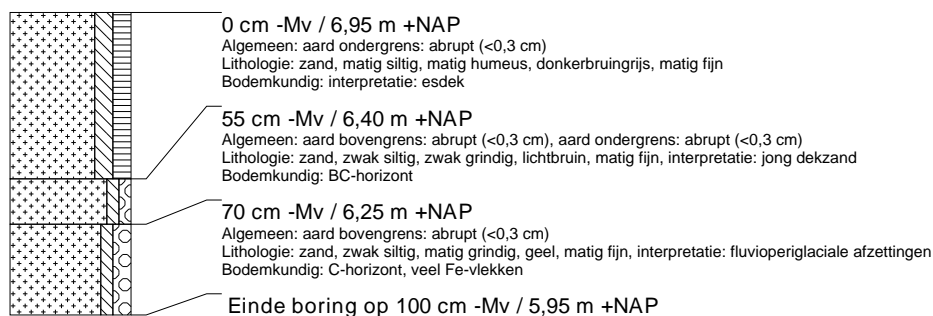 0 cm -Mv / 6,95 m +NAP
Algemeen: aard ondergrens: abrupt (<0,3 cm)
Lithologie: zand, matig siltig, matig humeus, donkerbruingrijs, matig fijn
Bodemkundig: interpretatie: esdek
55 cm -Mv / 6,40 m +NAP
Algemeen: aard bovengrens: abrupt (<0,3 cm), aard ondergrens: abrupt (<0,3 cm)
Lithologie: zand, zwak siltig, zwak grindig, lichtbruin, matig fijn, interpretatie: jong dekzand
Bodemkundig: BC-horizont
70 cm -Mv / 6,25 m +NAP
Algemeen: aard bovengrens: abrupt (<0,3 cm)
Lithologie: zand, zwak siltig, matig grindig, geel, matig fijn, interpretatie: fluvioperiglaciale afzettingen
Bodemkundig: C-horizont, veel Fe-vlekken
Einde boring op 100 cm -Mv / 5,95 m +NAP